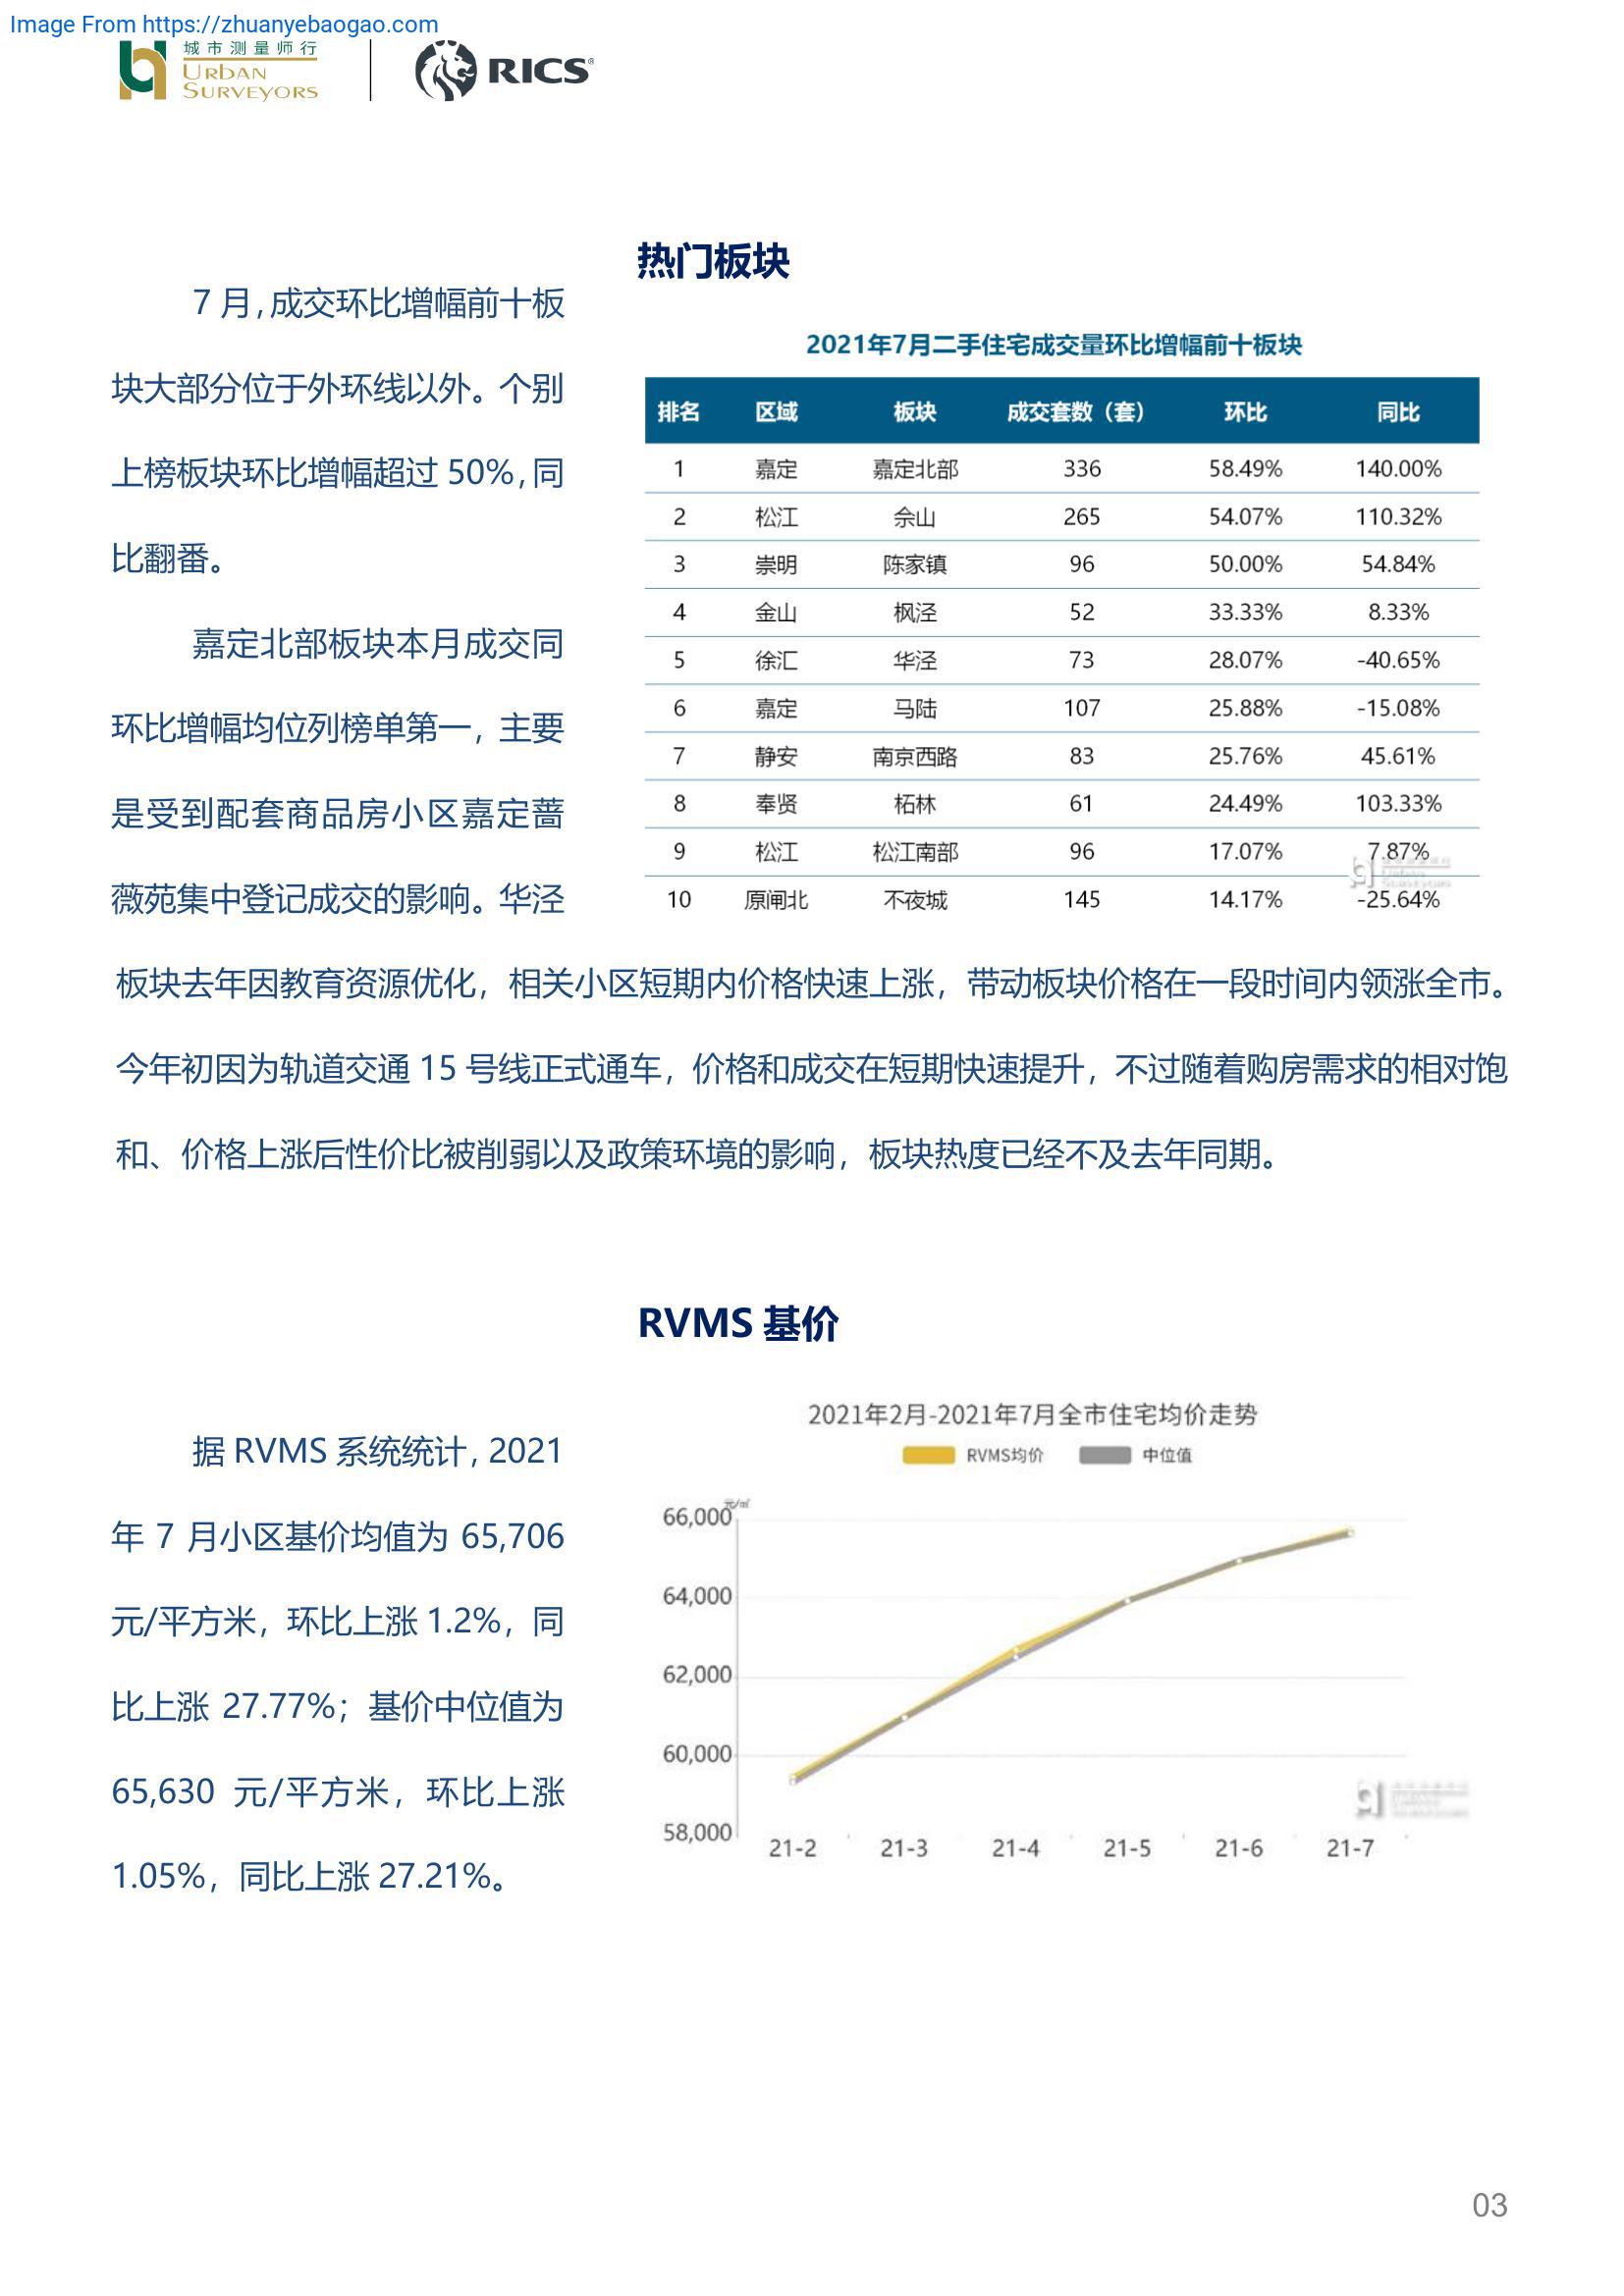 Image From https://zhuanyebaogao.com
城市测量师行
URBAN
SURVEYORS
RICS®
热门板块
7 月，成交环比增幅前十板
块大部分位于外环线以外。个别
上榜板块环比增幅超过 50%，同
比翻番。
嘉定北部板块本月成交同
环比增幅均位列榜单第一，主要
是受到配套商品房小区嘉定蔷
薇苑集中登记成交的影响。华泾
板块去年因教育资源优化，相关小区短期内价格快速上涨，带动板块价格在一段时间内领涨全市。
今年初因为轨道交通 15 号线正式通车，价格和成交在短期快速提升，不过随着购房需求的相对饱
和、价格上涨后性价比被削弱以及政策环境的影响，板块热度已经不及去年同期。
2021年7月二手住宅成交量环比增幅前十板块
排名 区域 板块 成交套数（套） 环比 同比
1 嘉定 嘉定北部 336 58.49% 140.00%
2 松江 佘山 265 54.07% 110.32%
3 崇明 陈家镇 96 50.00% 54.84%
4 金山 枫泾 52 33.33% 8.33%
5 徐汇 华泾 73 28.07% -40.65%
6 嘉定 马陆 107 25.88% -15.08%
7 静安 南京西路 83 25.76% 45.61%
8 奉贤 柘林 61 24.49% 103.33%
9 松江 松江南部 96 17.07% 7.87%
10 原闸北 不夜城 145 14.17% -25.64%
RVMS 基价
据 RVMS 系统统计，2021
年 7 月小区基价均值为 65,706
元/平方米，环比上涨 1.2%，同
比上涨 27.77%；基价中位值为
65,630 元/平方米，环比上涨
1.05%，同比上涨 27.21%。
2021年2月-2021年7月全市住宅均价走势
RVMS均价 中位值
元/㎡
66,000
64,000
62,000
60,000
58,000
21-2 21-3 21-4 21-5 21-6 21-7
03